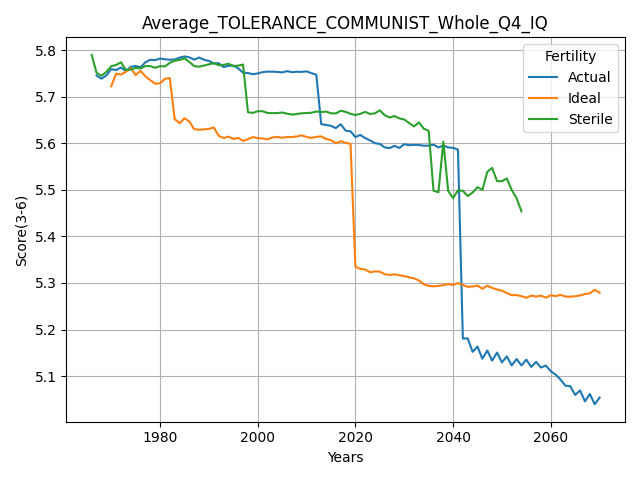 Average_TOLERANCE_COMMUNIST_Whole_Q4_IQ
Fertility
Actual
Ideal
Sterile
Score(3-6)
5.8
5.7
5.6
5.5
5.4
5.3
5.2
5.1
1980 2000 2020 2040 2060
Years